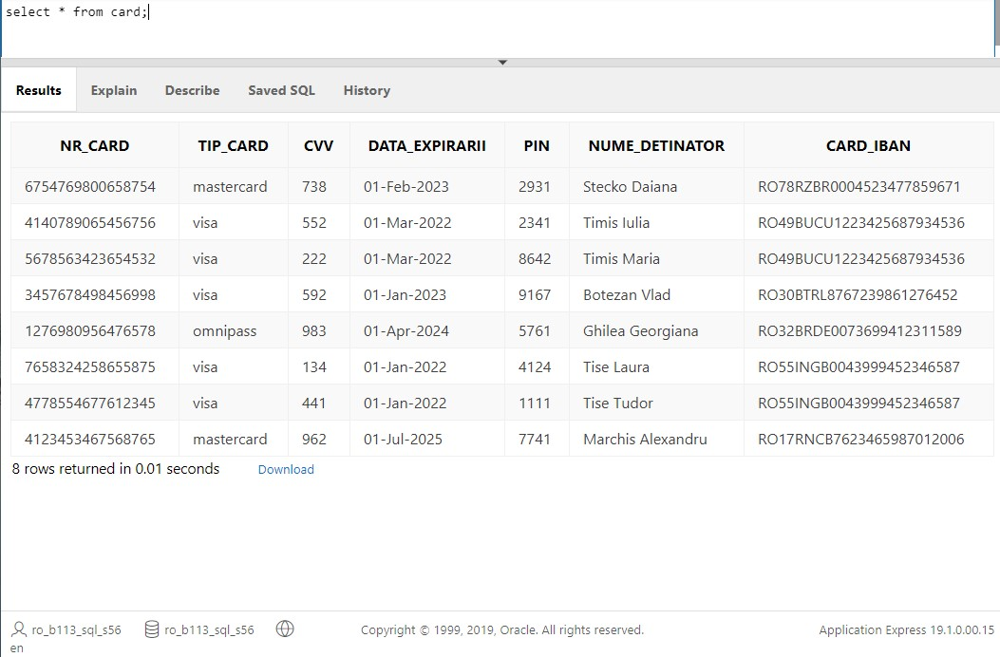 select * from card;
Results Explain Describe Saved SQL History
NR_CARD TIP_CARD CVV DATA_EXPIRARII PIN NUME_DETINATOR CARD_IBAN
6754769800658754 mastercard 738 01-Feb-2023 2931 Stecko Daiana RO78RZBR0004523477859671
4140789065456756 visa 552 01-Mar-2022 2341 Timis Iulia RO49BUCU1223425687934536
5678563423654532 visa 222 01-Mar-2022 8642 Timis Maria RO49BUCU1223425687934536
3457678498456998 visa 592 01-Jan-2023 9167 Botezan Vlad RO30BTRL8767239861276452
1276980956476578 omnipass 983 01-Apr-2024 5761 Ghilea Georgiana RO32BRDE0073699412311589
7658324258655875 visa 134 01-Jan-2022 4124 Tise Laura RO55INGB0043999452346587
4778554677612345 visa 441 01-Jan-2022 1111 Tise Tudor RO55INGB0043999452346587
4123453467568765 mastercard 962 01-Jul-2025 7741 Marchis Alexandru RO17RNCB7623465987012006
8 rows returned in 0.01 seconds Download
ro_b113_sql_s56 ro_b113_sql_s56 Copyright © 1999, 2019, Oracle. All rights reserved. Application Express 19.1.0.00.15
en